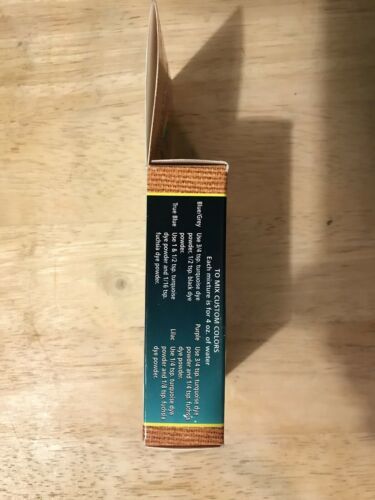 TO MIX CUSTOM COLORS
Each mixture is for 4 oz. of water
Blue/Grey Use 3/4 tsp. turquoise dye
powder, 1/2 tsp. black dye
powder.
True Blue Use 1 & 1/2 tsp. turquoise
dye powder and 1/16 tsp.
fuchsia dye powder.
Purple Use 3/4 tsp. turquoise dye
powder and 1/4 tsp. fuchsia
dye powder.
Lilac Use 1/4 tsp. turquoise dye
powder and 1/8 tsp. fuchsia
dye powder.